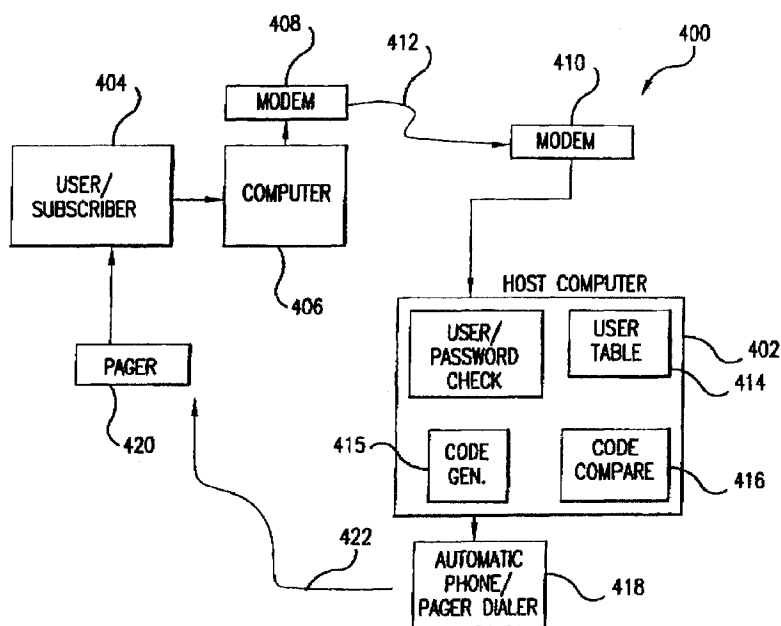 408
412
410
400
404
MODEM
MODEM
USER/
SUBSCRIBER
COMPUTER
406
HOST COMPUTER
USER/
PASSWORD
CHECK
USER
TABLE
402
414
PAGER
420
415
CODE
GEN.
CODE
COMPARE
416
422
AUTOMATIC
PHONE/
PAGER DIALER
418